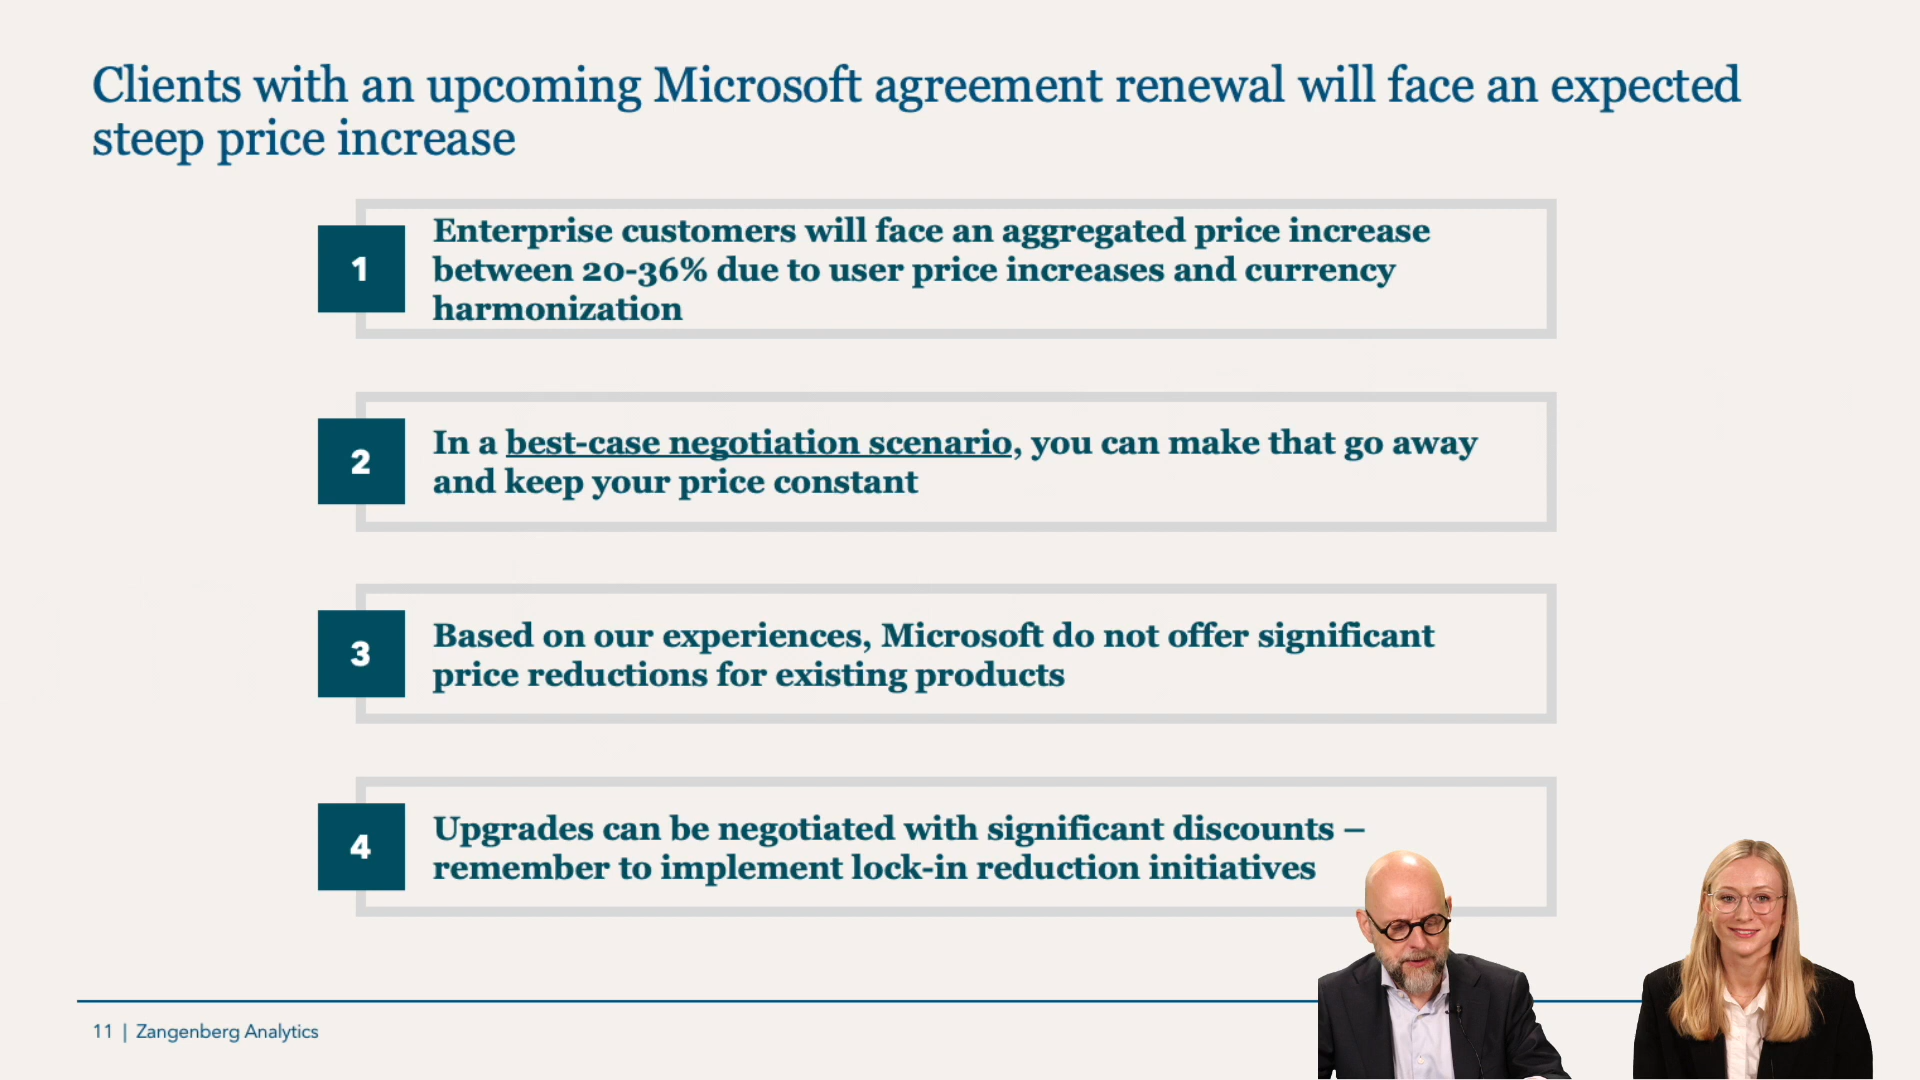 Clients with an upcoming Microsoft agreement renewal will face an expected
steep price increase
1
Enterprise customers will face an aggregated price increase
between 20-36% due to user price increases and currency
harmonization
2
In a best-case negotiation scenario, you can make that go away
and keep your price constant
3
Based on our experiences, Microsoft do not offer significant
price reductions for existing products
4
Upgrades can be negotiated with significant discounts –
remember to implement lock-in reduction initiatives
11 | Zangenberg Analytics